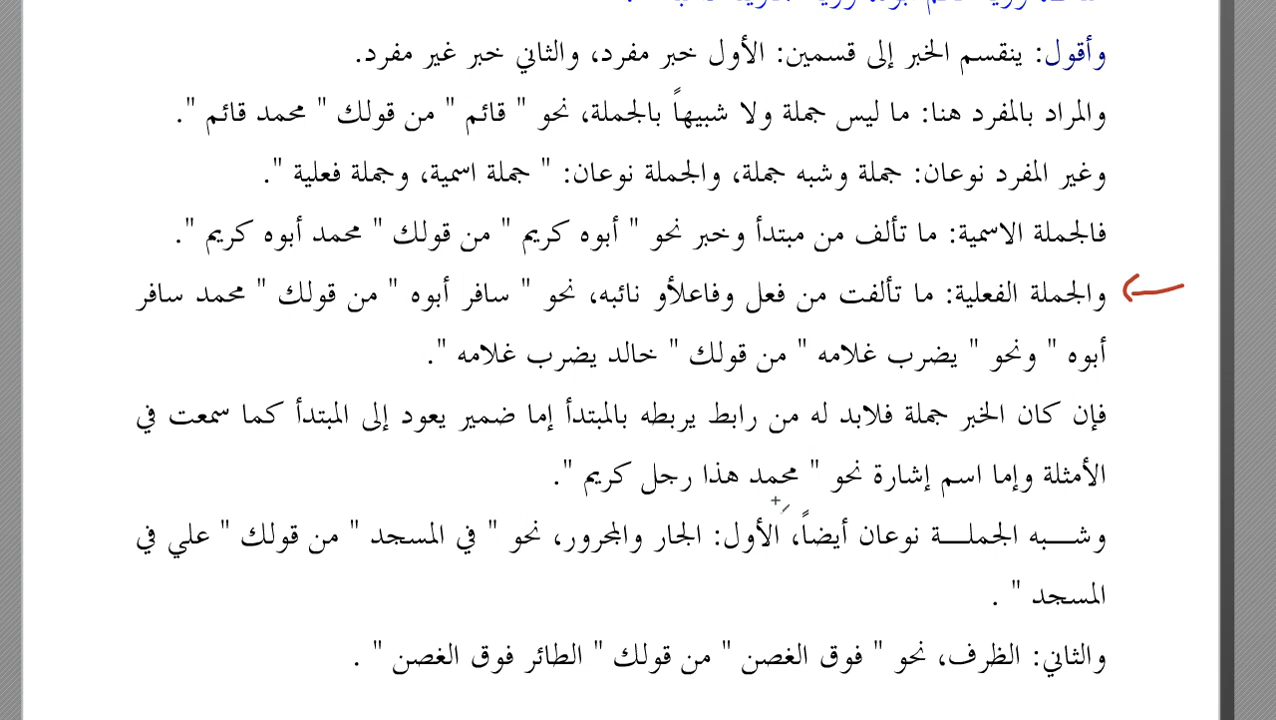 وأقول: ينقسم الخبر إلى قسمين: الأول خبر مفرد، والثاني خبر غير مفرد.
والمراد بالمفرد هنا: ما ليس جملة ولا شبيهاً بالجملة، نحو " قائم " من قولك " محمد قائم ".
وغير المفرد نوعان: جملة وشبه جملة، والجملة نوعان: " جملة اسمية، وجملة فعلية ".
فالجملة الاسمية: ما تألف من مبتدأ وخبر نحو " أبوه كريم " من قولك " محمد أبوه كريم ".
والجملة الفعلية: ما تألفت من فعل وفاعلأو نائبه، نحو " سافر أبوه " من قولك " محمد سافر
أبوه " ونحو " يضرب غلامه " من قولك " خالد يضرب غلامه ".
فإن كان الخبر جملة فلابد له من رابط يربطه بالمبتدأ إما ضمير يعود إلى المبتدأ كما سمعت في
الأمثلة وإما اسم إشارة نحو " محمد هذا رجل كريم ".
وشـــبه الجملـــة نوعان أيضاً، الأول: الجار والمجرور، نحو " في المسجد " من قولك " علي في
المسجد " .
والثاني: الظرف، نحو " فوق الغصن " من قولك " الطائر فوق الغصن " .